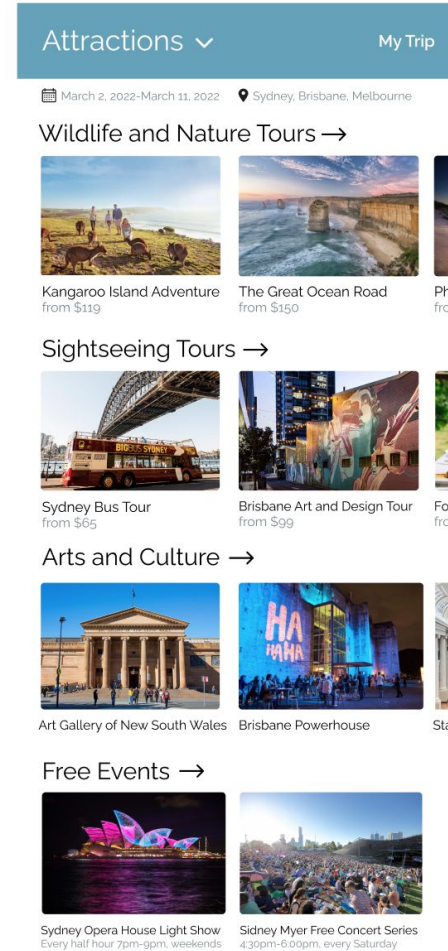 Attractions
My Trip
March 2, 2022-March 11, 2022
Sydney, Brisbane, Melbourne
Wildlife and Nature Tours →
Kangaroo Island Adventure
from $119
The Great Ocean Road
from $150
Sightseeing Tours →
BIGBUS SYDNEY
Sydney Bus Tour
from $65
Brisbane Art and Design Tour
from $99
Arts and Culture →
HA
HAHA
Art Gallery of New South Wales
Brisbane Powerhouse
Free Events →
Sydney Opera House Light Show
Every half hour 7pm-9pm, weekends
Sidney Myer Free Concert Series
4:30pm-6:00pm, every Saturday